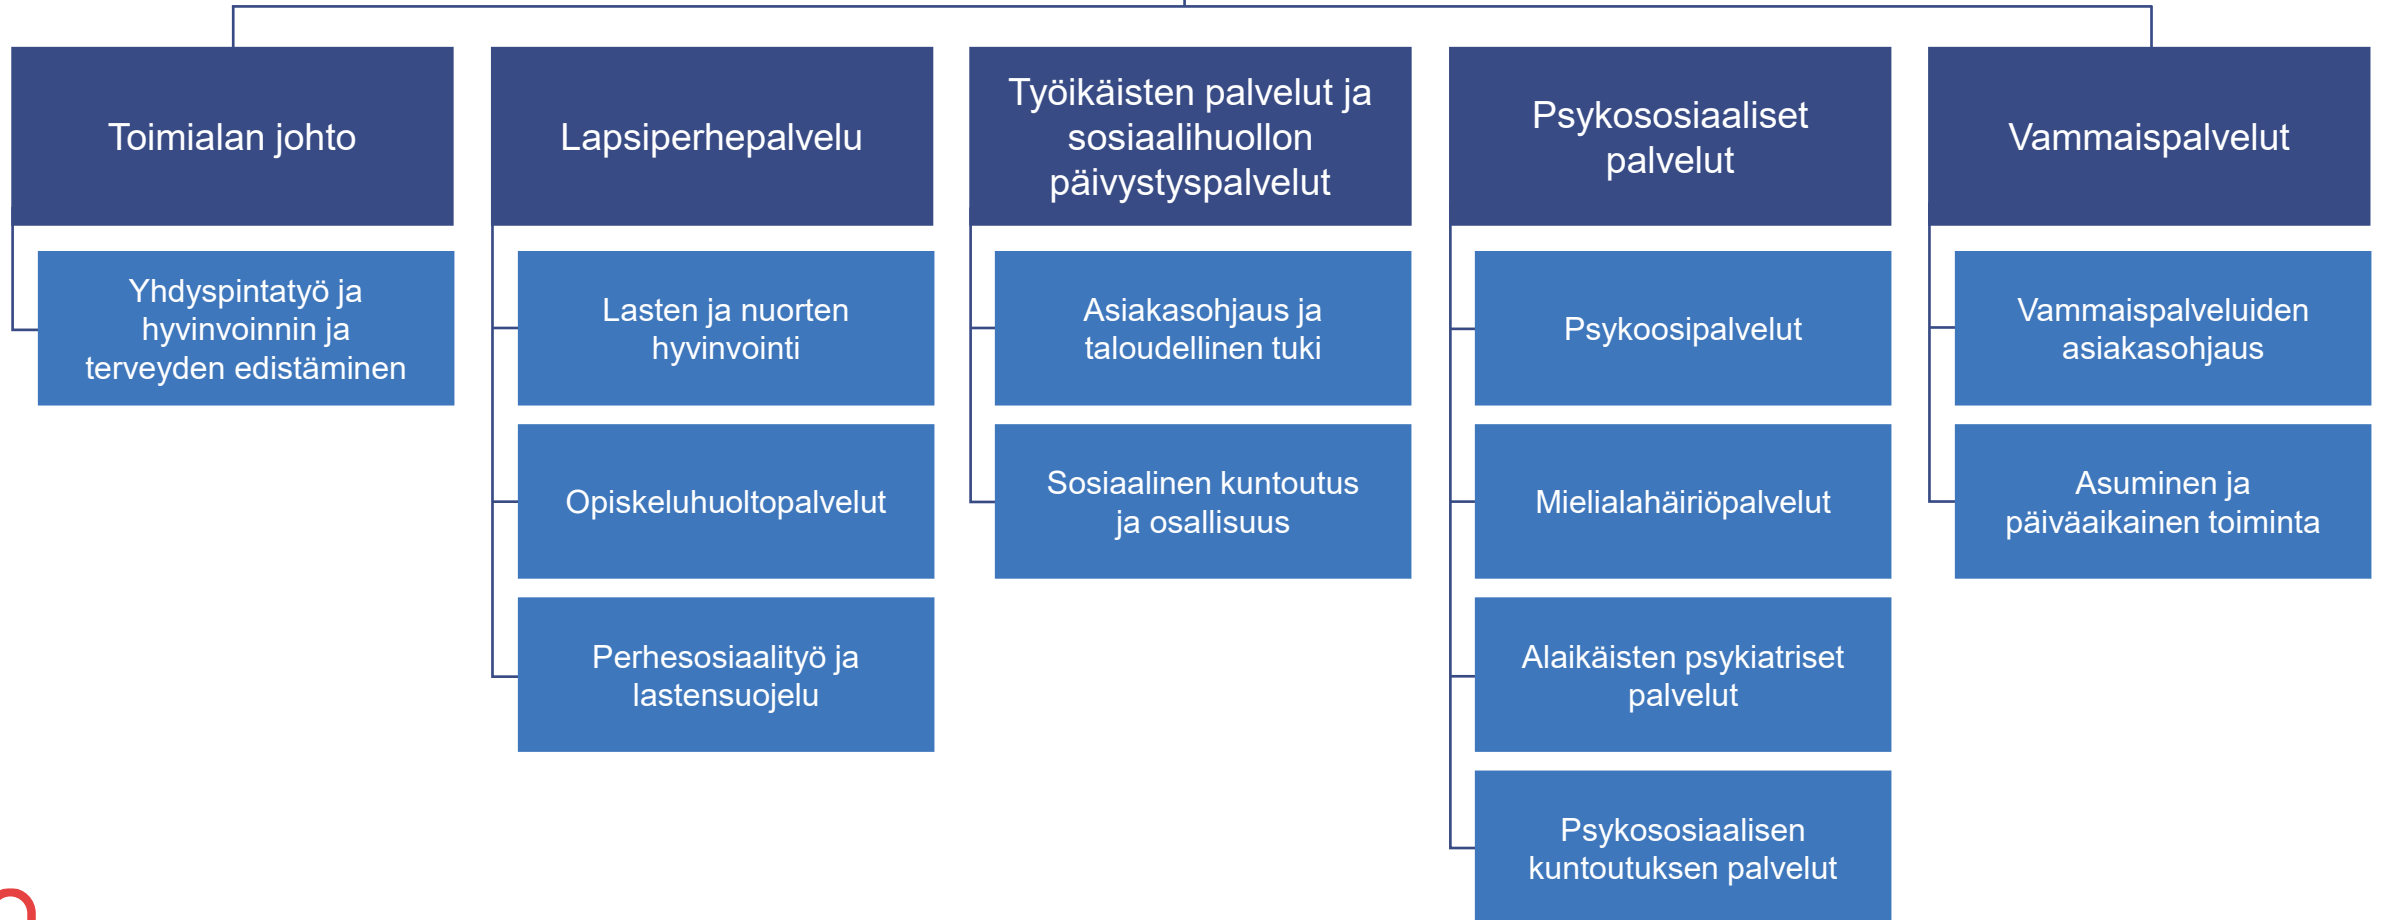 Toimialan johto
Yhdyspintatyö ja
hyvinvoinnin ja
terveyden edistäminen
Lapsiperhepalvelu
Lasten ja nuorten
hyvinvointi
Opiskeluhuoltopalvelut
Perhesosiaalityö ja
lastensuojelu
Työikäisten palvelut ja
sosiaalihuollon
päivystyspalvelut
Asiakasohjaus ja
taloudellinen tuki
Sosiaalinen kuntoutus
ja osallisuus
Psykososiaaliset
palvelut
Psykoosipalvelut
Mielialahäiriöpalvelut
Alaikäisten psykiatriset
palvelut
Psykososiaalisen
kuntoutuksen palvelut
Vammaispalvelut
Vammaispalveluiden
asiakasohjaus
Asuminen ja
päiväaikainen toiminta